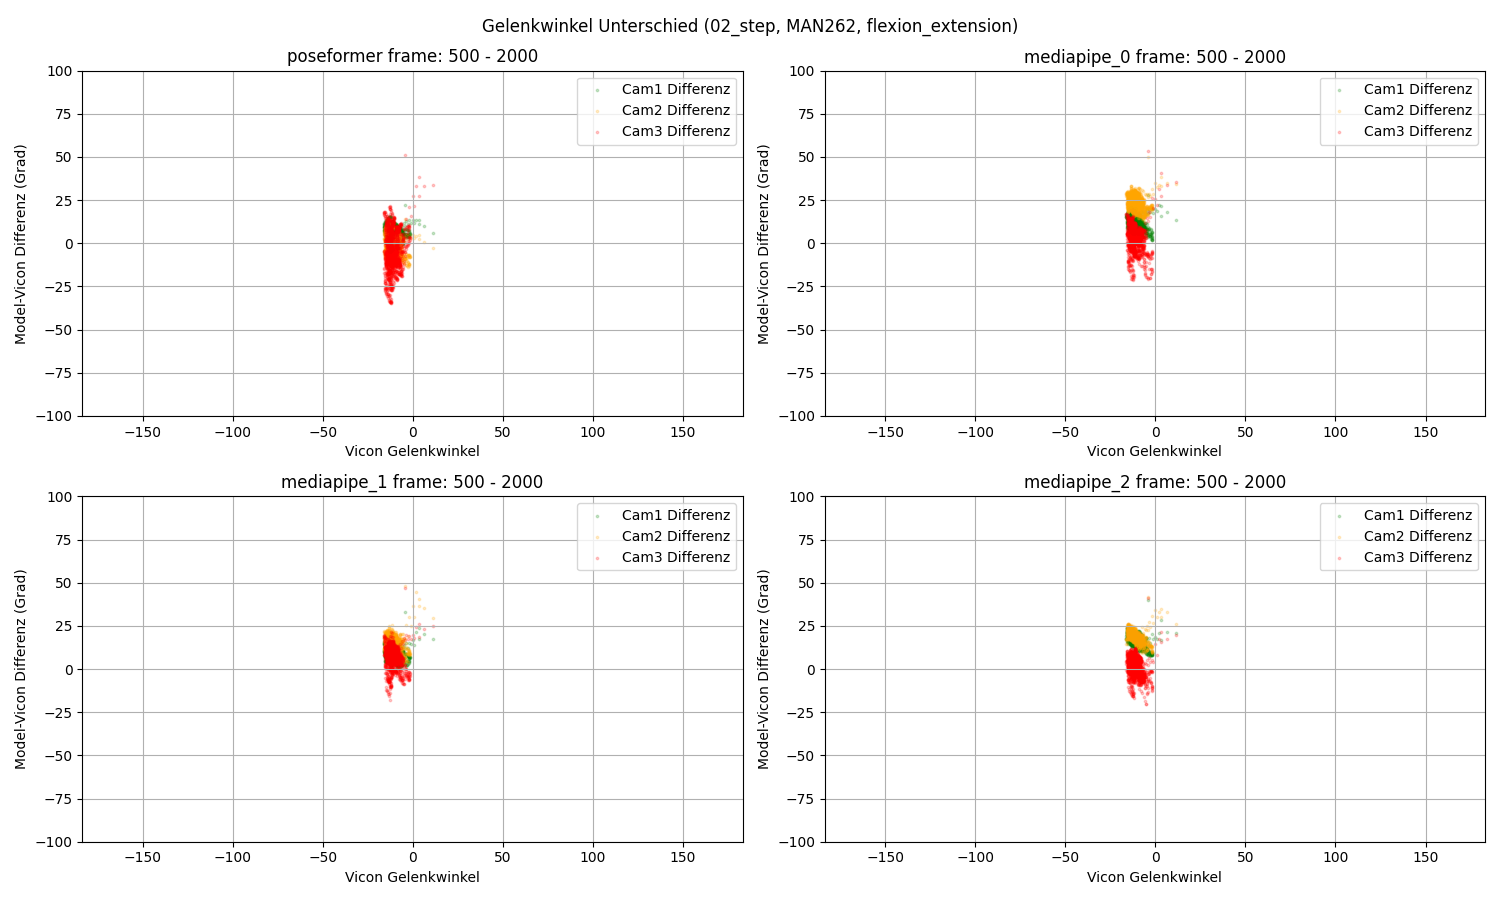 Gelenkwinkel Unterschied (02_step, MAN262, flexion_extension)
poseformer frame: 500 - 2000
100
75
50
25
0
−25
−50
−75
−100
Model-Vicon Differenz (Grad)
Cam1 Differenz
Cam2 Differenz
Cam3 Differenz
−150 −100 −50 0 50 100 150
Vicon Gelenkwinkel
mediapipe_0 frame: 500 - 2000
100
75
50
25
0
−25
−50
−75
−100
Model-Vicon Differenz (Grad)
Cam1 Differenz
Cam2 Differenz
Cam3 Differenz
−150 −100 −50 0 50 100 150
Vicon Gelenkwinkel
mediapipe_1 frame: 500 - 2000
100
75
50
25
0
−25
−50
−75
−100
Model-Vicon Differenz (Grad)
Cam1 Differenz
Cam2 Differenz
Cam3 Differenz
−150 −100 −50 0 50 100 150
Vicon Gelenkwinkel
mediapipe_2 frame: 500 - 2000
100
75
50
25
0
−25
−50
−75
−100
Model-Vicon Differenz (Grad)
Cam1 Differenz
Cam2 Differenz
Cam3 Differenz
−150 −100 −50 0 50 100 150
Vicon Gelenkwinkel